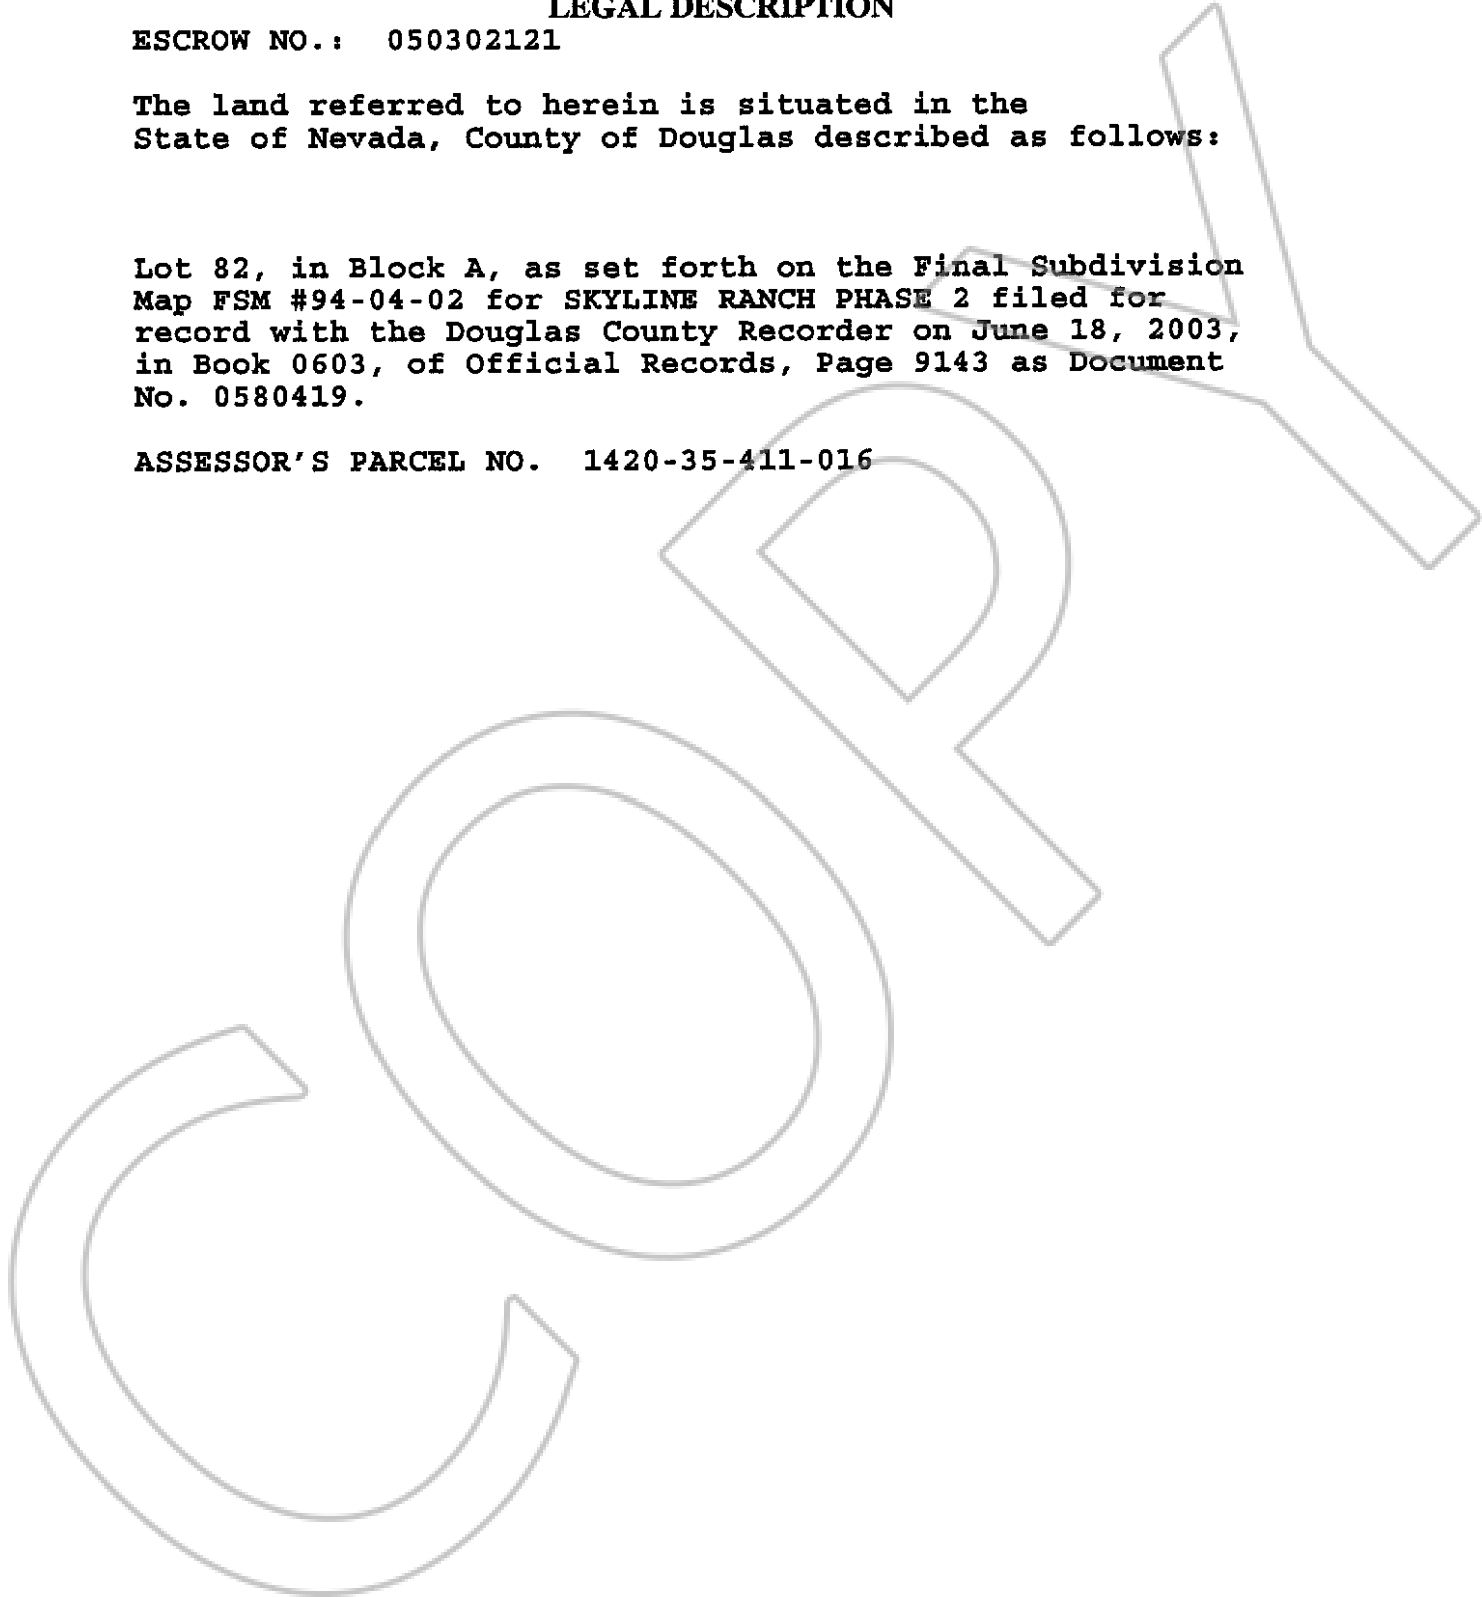 LEGAL DESCRIPTION
ESCROW NO.: 050302121
The land referred to herein is situated in the
State of Nevada, County of Douglas described as follows:
Lot 82, in Block A, as set forth on the Final Subdivision
Map FSM #94-04-02 for SKYLINE RANCH PHASE 2 filed for
record with the Douglas County Recorder on June 18, 2003,
in Book 0603, of Official Records, Page 9143 as Document
No. 0580419.
ASSESSOR'S PARCEL NO. 1420-35-411-016
COPY